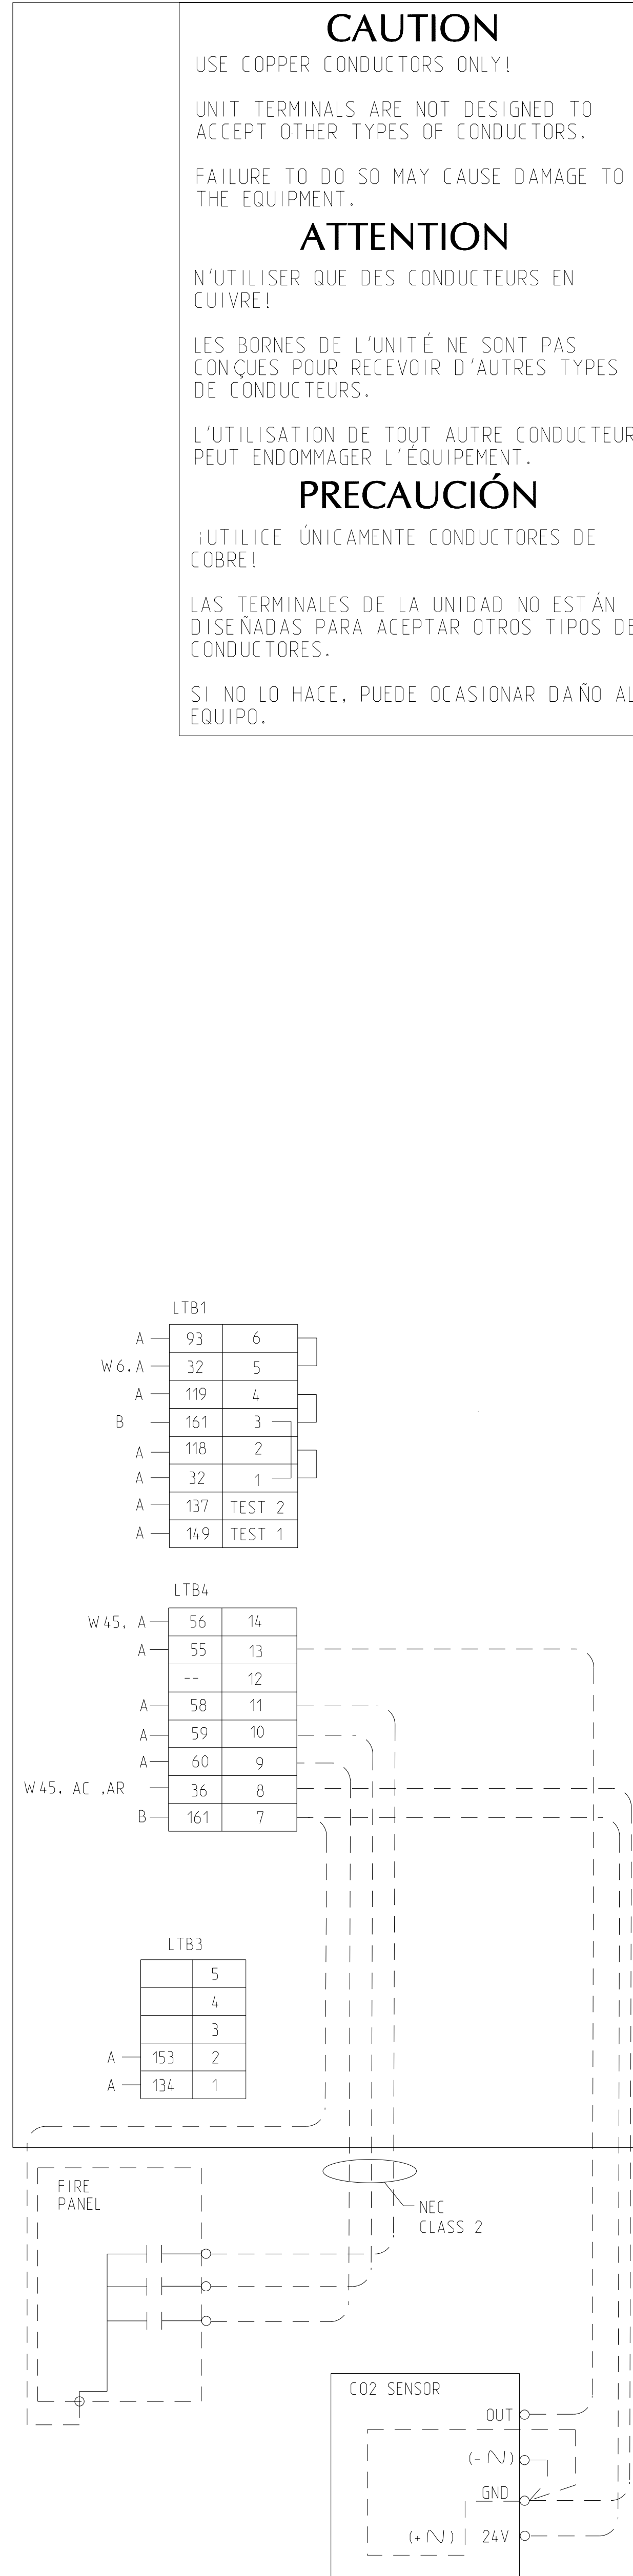 CAUTION
USE COPPER CONDUCTORS ONLY!
UNIT TERMINALS ARE NOT DESIGNED TO
ACCEPT OTHER TYPES OF CONDUCTORS.
FAILURE TO DO SO MAY CAUSE DAMAGE TO
THE EQUIPMENT.
ATTENTION
N'UTILISER QUE DES CONDUCTEURS EN
CUIVRE!
LES BORNES DE L'UNITÉ NE SONT PAS
CONÇUES POUR RECEVOIR D'AUTRES TYPES
DE CONDUCTEURS.
L'UTILISATION DE TOUT AUTRE CONDUCTEUR
PEUT ENDOMMAGER L'ÉQUIPEMENT.
PRECAUCIÓN
¡UTILICE ÚNICAMENTE CONDUCTORES DE
COBRE!
LAS TERMINALES DE LA UNIDAD NO ESTÁN
DISEÑADAS PARA ACEPTAR OTROS TIPOS DE
CONDUCTORES.
SI NO LO HACE, PUEDE OCASIONAR DAÑO AL
EQUIPO.
LTB1
A 93 6
W6, A 32 5
A 119 4
B 161 3
A 118 2
A 32 1
A 137 TEST 2
A 149 TEST 1
LTB4
W45, A 56 14
A 55 13
-- 12
A 58 11
A 59 10
A 60 9
W45, AC ,AR 36 8
B 161 7
LTB3
5
4
3
A 153 2
A 134 1
FIRE
PANEL
NEC
CLASS 2
CO2 SENSOR
OUT
(-~)
GND
(+~) 24V